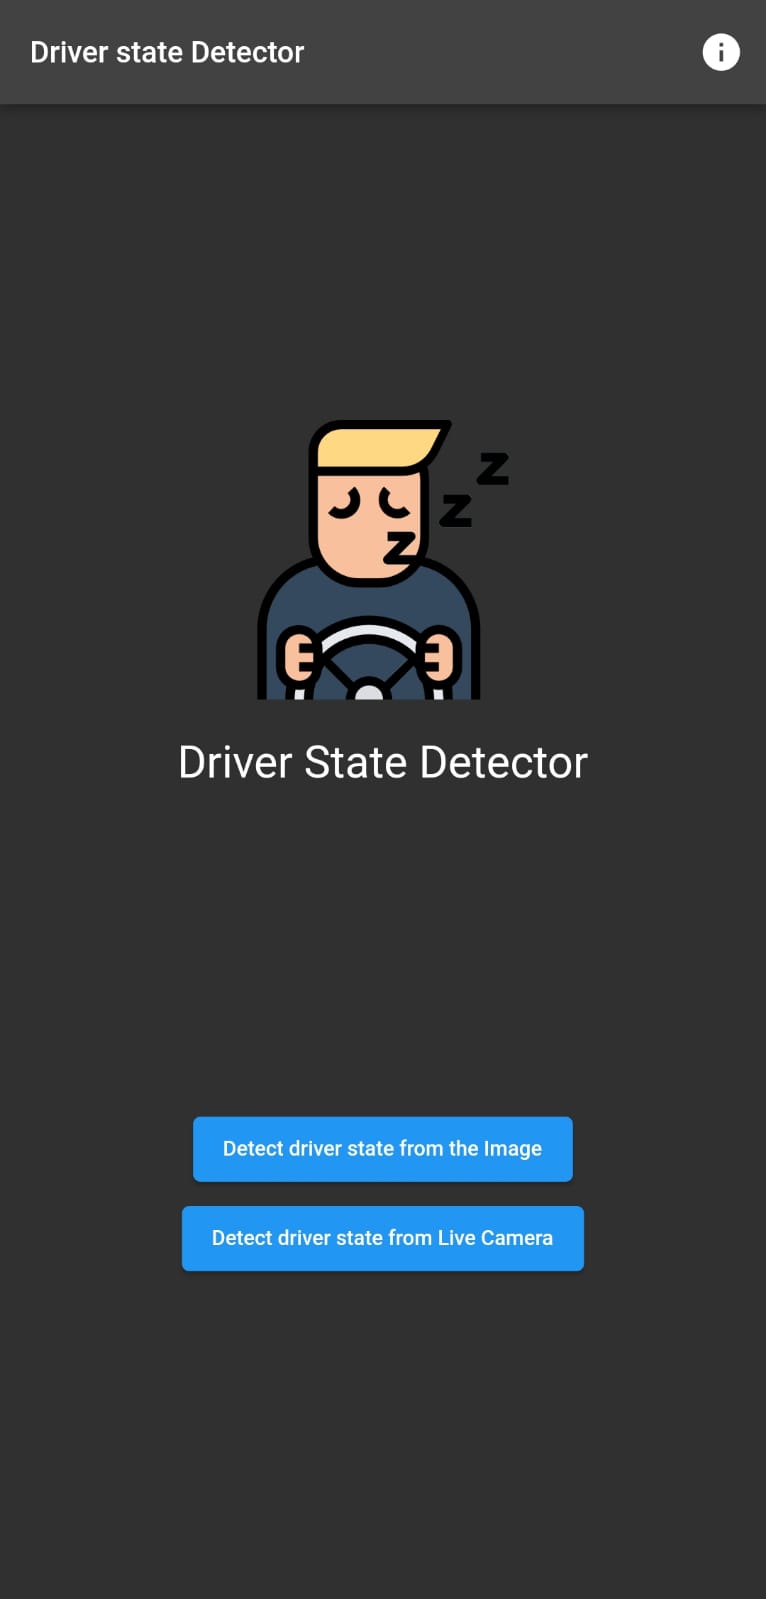 Driver state Detector
z
z
z
Driver State Detector
Detect driver state from the Image
Detect driver state from Live Camera